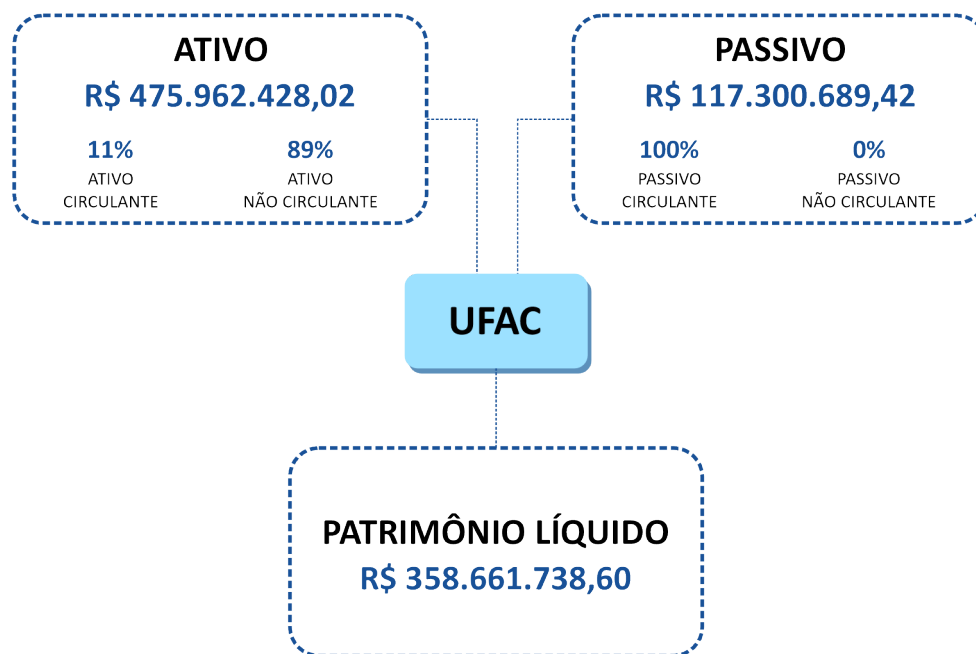 ATIVO
R$ 475.962.428,02
11%
ATIVO
CIRCULANTE
89%
ATIVO
NÃO CIRCULANTE
PASSIVO
R$ 117.300.689,42
100%
PASSIVO
CIRCULANTE
0%
PASSIVO
NÃO CIRCULANTE
UFAC
PATRIMÔNIO LÍQUIDO
R$ 358.661.738,60